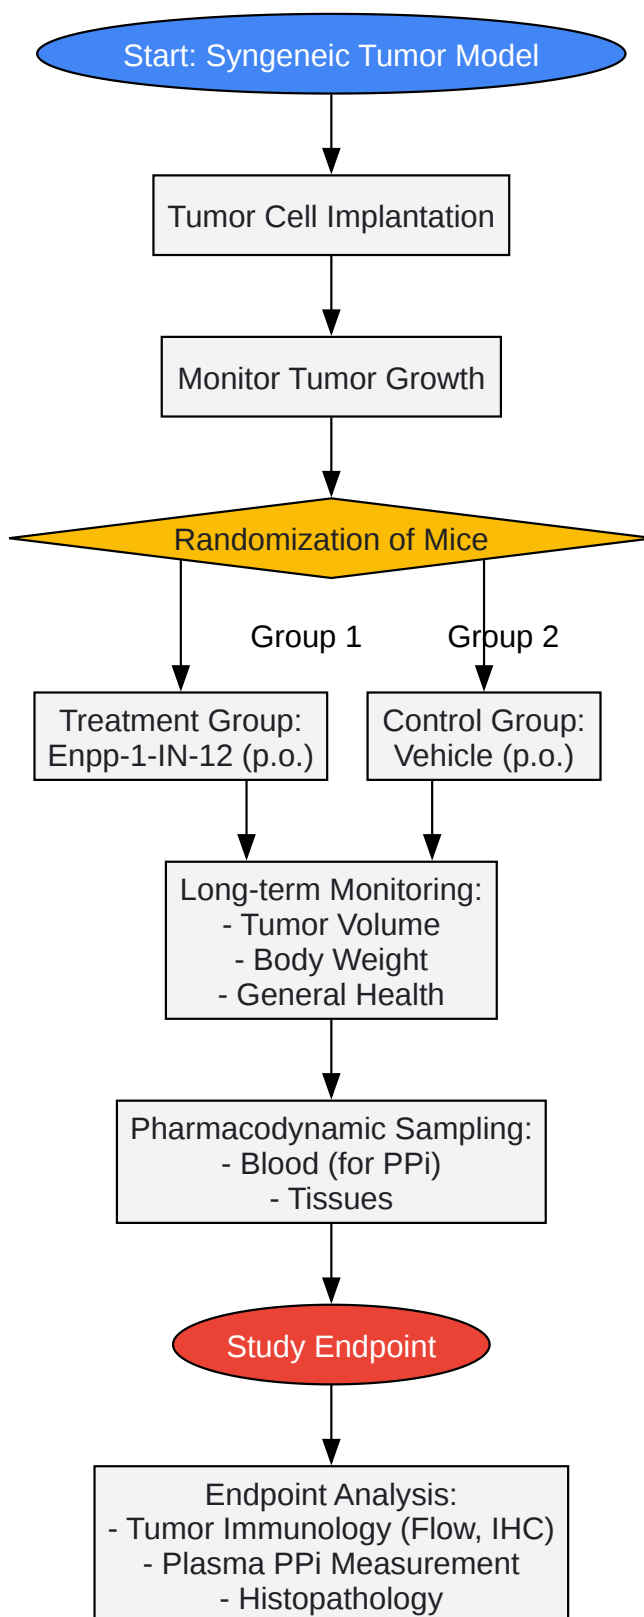 Start: Syngeneic Tumor Model
Tumor Cell Implantation
Monitor Tumor Growth
Randomization of Mice
Group 1
Group 2
Treatment Group:
Enpp-1-IN-12 (p.o.)
Control Group:
Vehicle (p.o.)
Long-term Monitoring:
- Tumor Volume
- Body Weight
- General Health
Pharmacodynamic Sampling:
- Blood (for PPi)
- Tissues
Study Endpoint
Endpoint Analysis:
- Tumor Immunology (Flow, IHC)
- Plasma PPi Measurement
- Histopathology